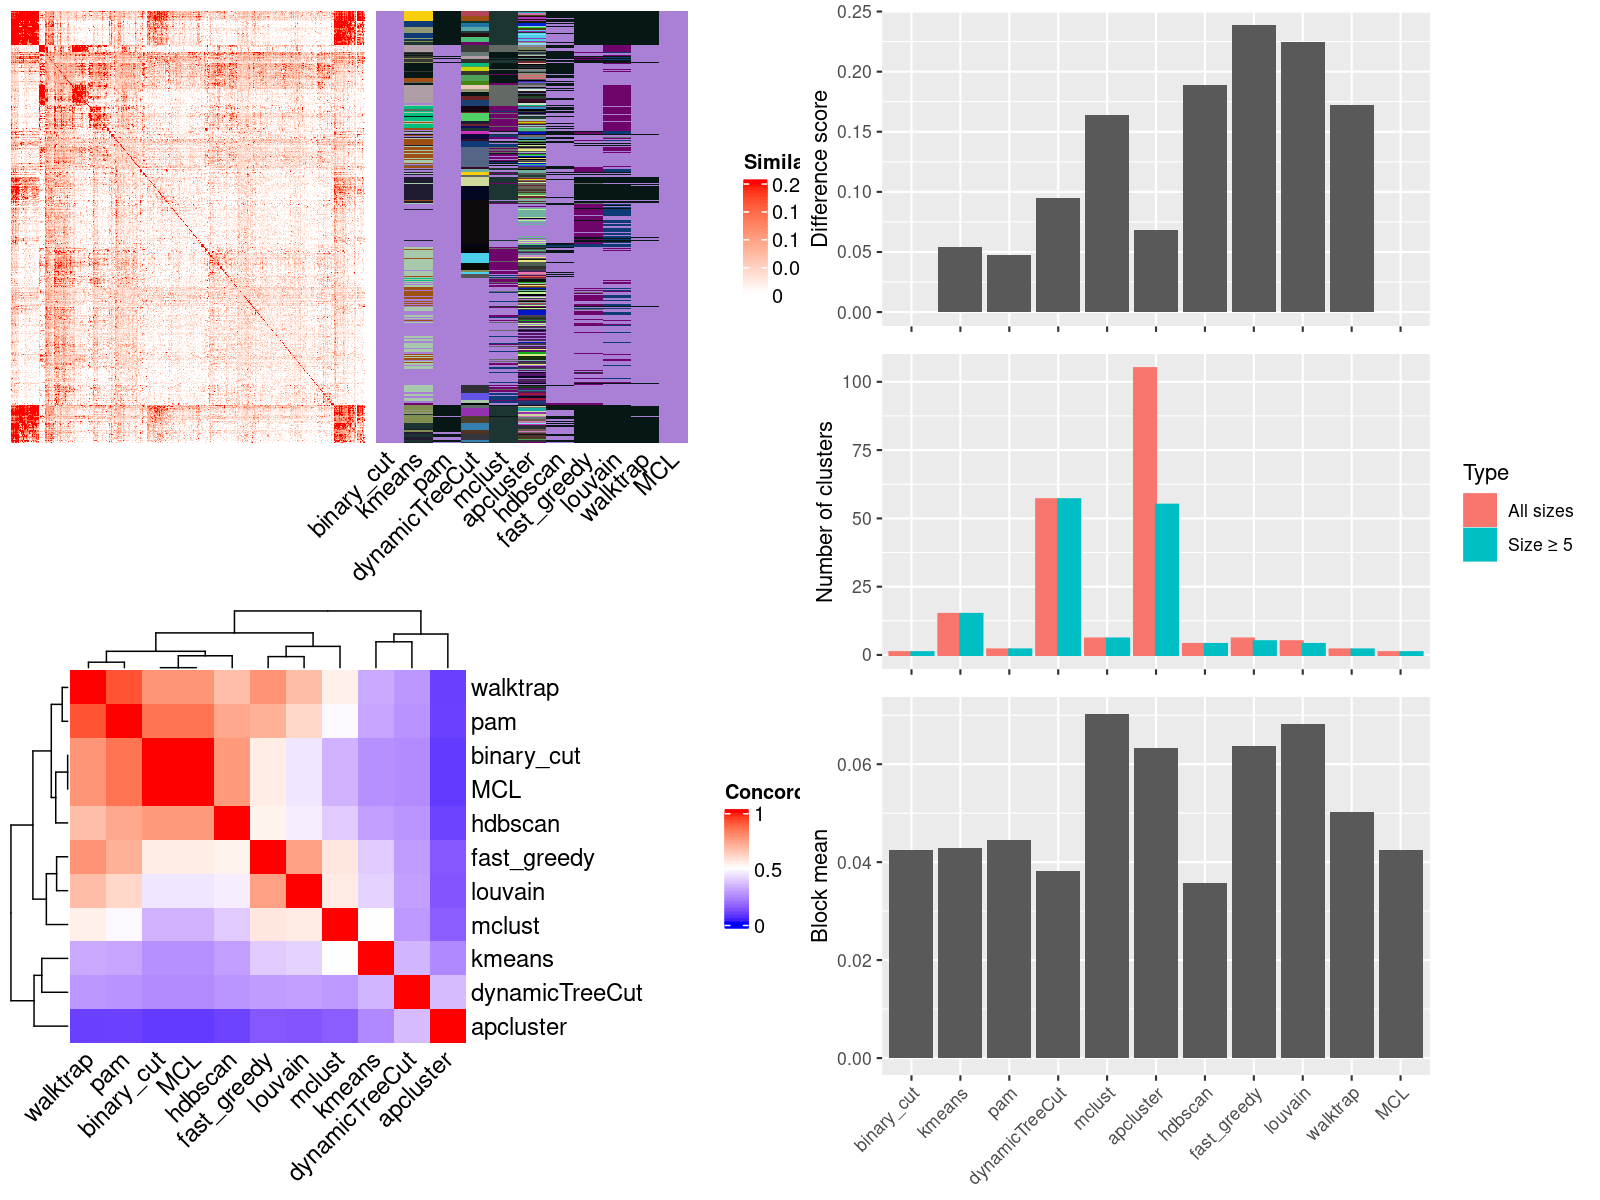 Simila
0.2
0.1
0.1
0.0
0
binary_cut
kmeans
pam
dynamicTreeCut
mclust
apcluster
hdbscan
fast_greedy
louvain
walktrap
MCL
walktrap
pam
binary_cut
MCL
hdbscan
fast_greedy
louvain
mclust
kmeans
dynamicTreeCut
apcluster
walktrap
pam
binary_cut
MCL
hdbscan
fast_greedy
louvain
mclust
kmeans
dynamicTreeCut
apcluster
Concord
1
0.5
0
Difference score
0.25
0.20
0.15
0.10
0.05
0.00
Number of clusters
100
75
50
25
0
Type
All sizes
Size ≥ 5
Block mean
0.06
0.04
0.02
0.00
binary_cut
kmeans
pam
dynamicTreeCut
mclust
apcluster
hdbscan
fast_greedy
louvain
walktrap
MCL